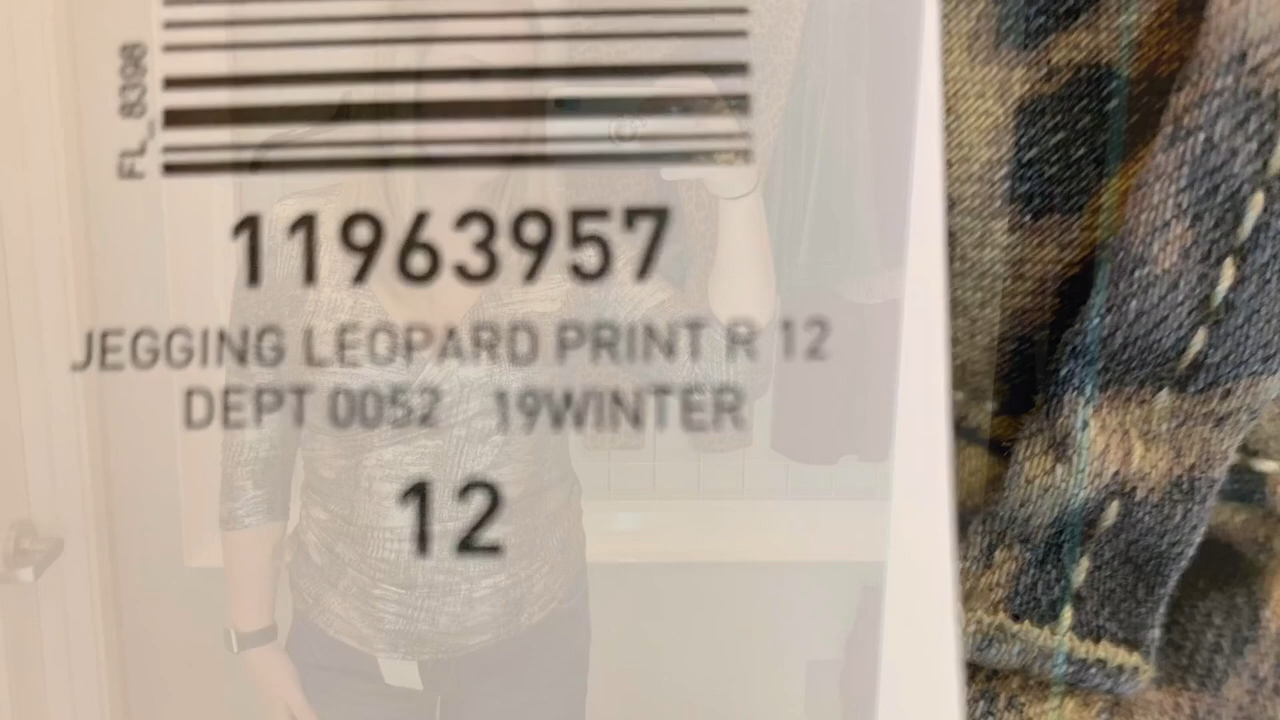 FL_8398
11963957
JEGGING LEOPARD PRINT R 12
DEPT 0052 19WINTER
12